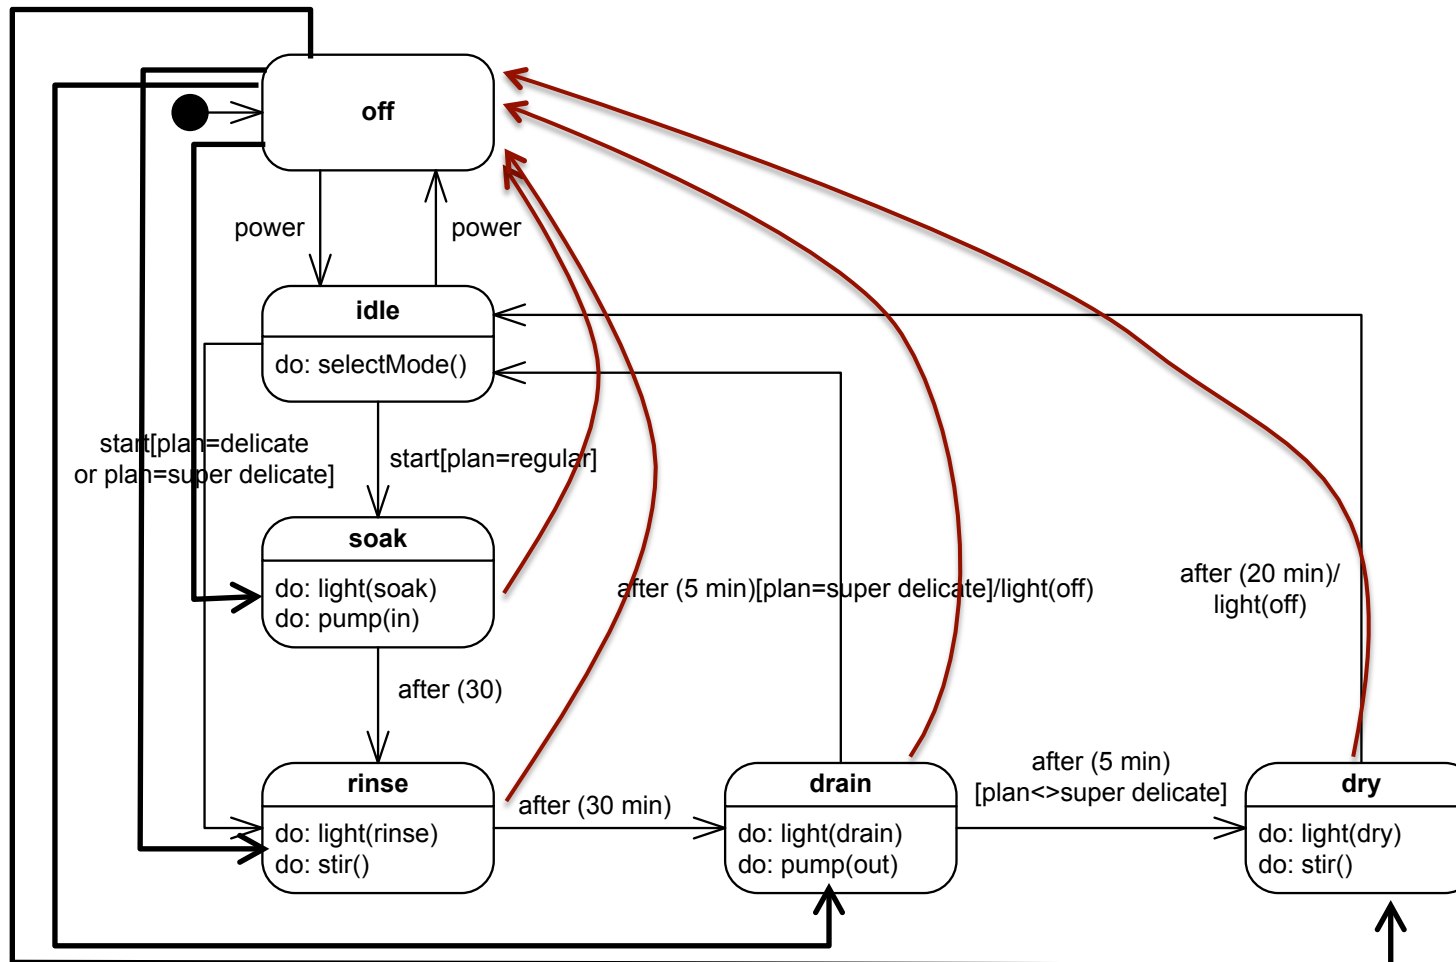 off
power
power
idle
do: selectMode()
start[plan=delicate
or plan=super delicate]
start[plan=regular]
soak
do: light(soak)
do: pump(in)
after (5 min)[plan=super delicate]/light(off)
after (20 min)/
light(off)
after (30)
rinse
do: light(rinse)
do: stir()
after (30 min)
drain
do: light(drain)
do: pump(out)
after (5 min)
[plan<>super delicate]
dry
do: light(dry)
do: stir()